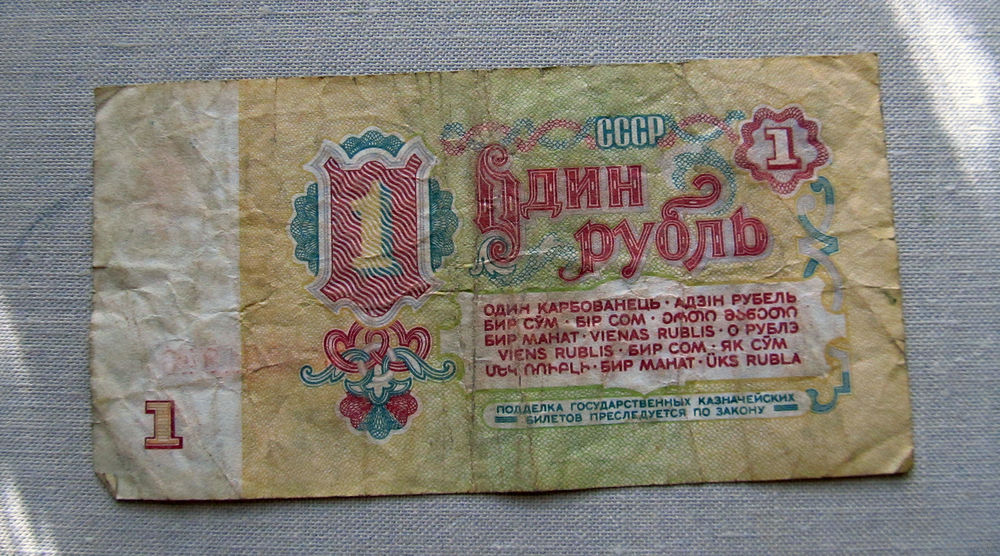 СССР
1
Один
рубль
1
ОДИН КАРБОВАНЕЦЬ · АДЗІН РУБЕЛЬ
БИР СЎМ · БІР СОМ · ერთი მანეთი
БИР МАНАТ · VIENAS RUBLIS · О РУБЛЭ
VIENS RUBLIS · БИР СОМ · ЯК СЎМ
ՄԵԿ ՌՈՒԲԼԻ · БИР МАНАТ · ÜKS RUBLA
ПОДДЕЛКА ГОСУДАРСТВЕННЫХ КАЗНАЧЕЙСКИХ
БИЛЕТОВ ПРЕСЛЕДУЕТСЯ ПО ЗАКОНУ
1